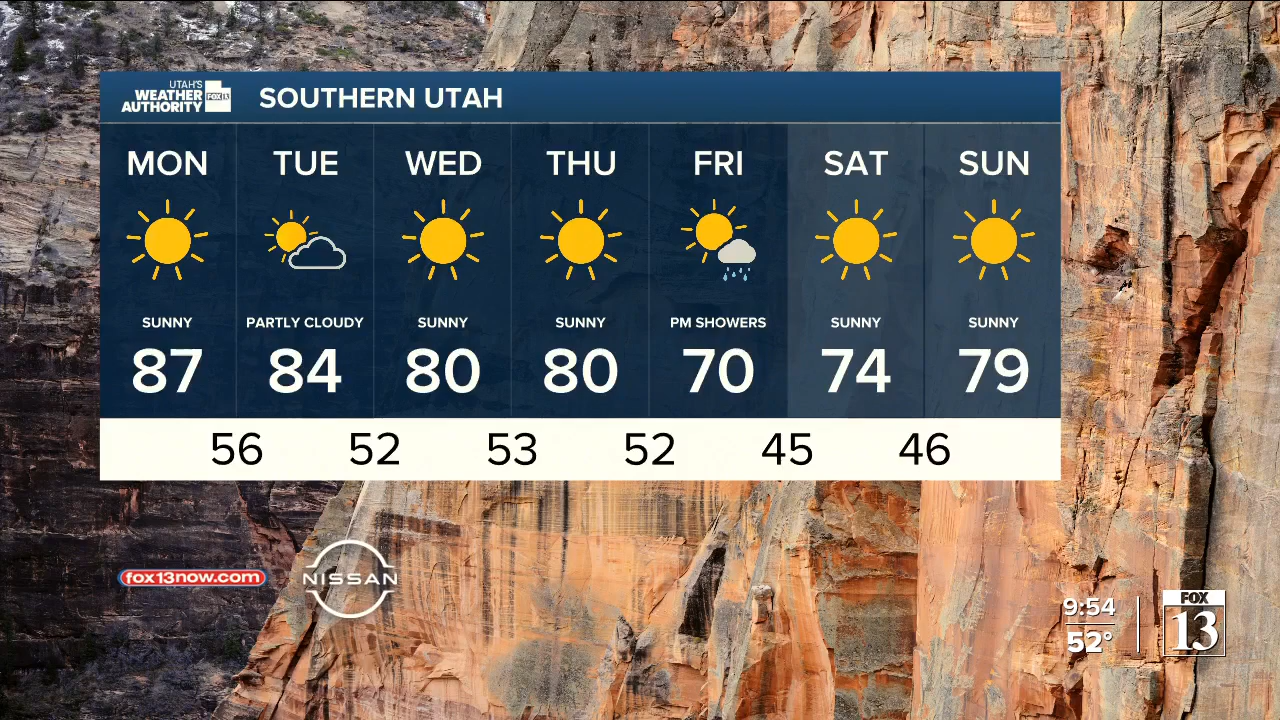 UTAH'S
WEATHER
AUTHORITY
FOX 13
SOUTHERN UTAH
MON TUE WED THU FRI SAT SUN
SUNNY PARTLY CLOUDY SUNNY SUNNY PM SHOWERS SUNNY SUNNY
87 84 80 80 70 74 79
56 52 53 52 45 46
fox13now.com
NISSAN
9:54
52°
FOX
13